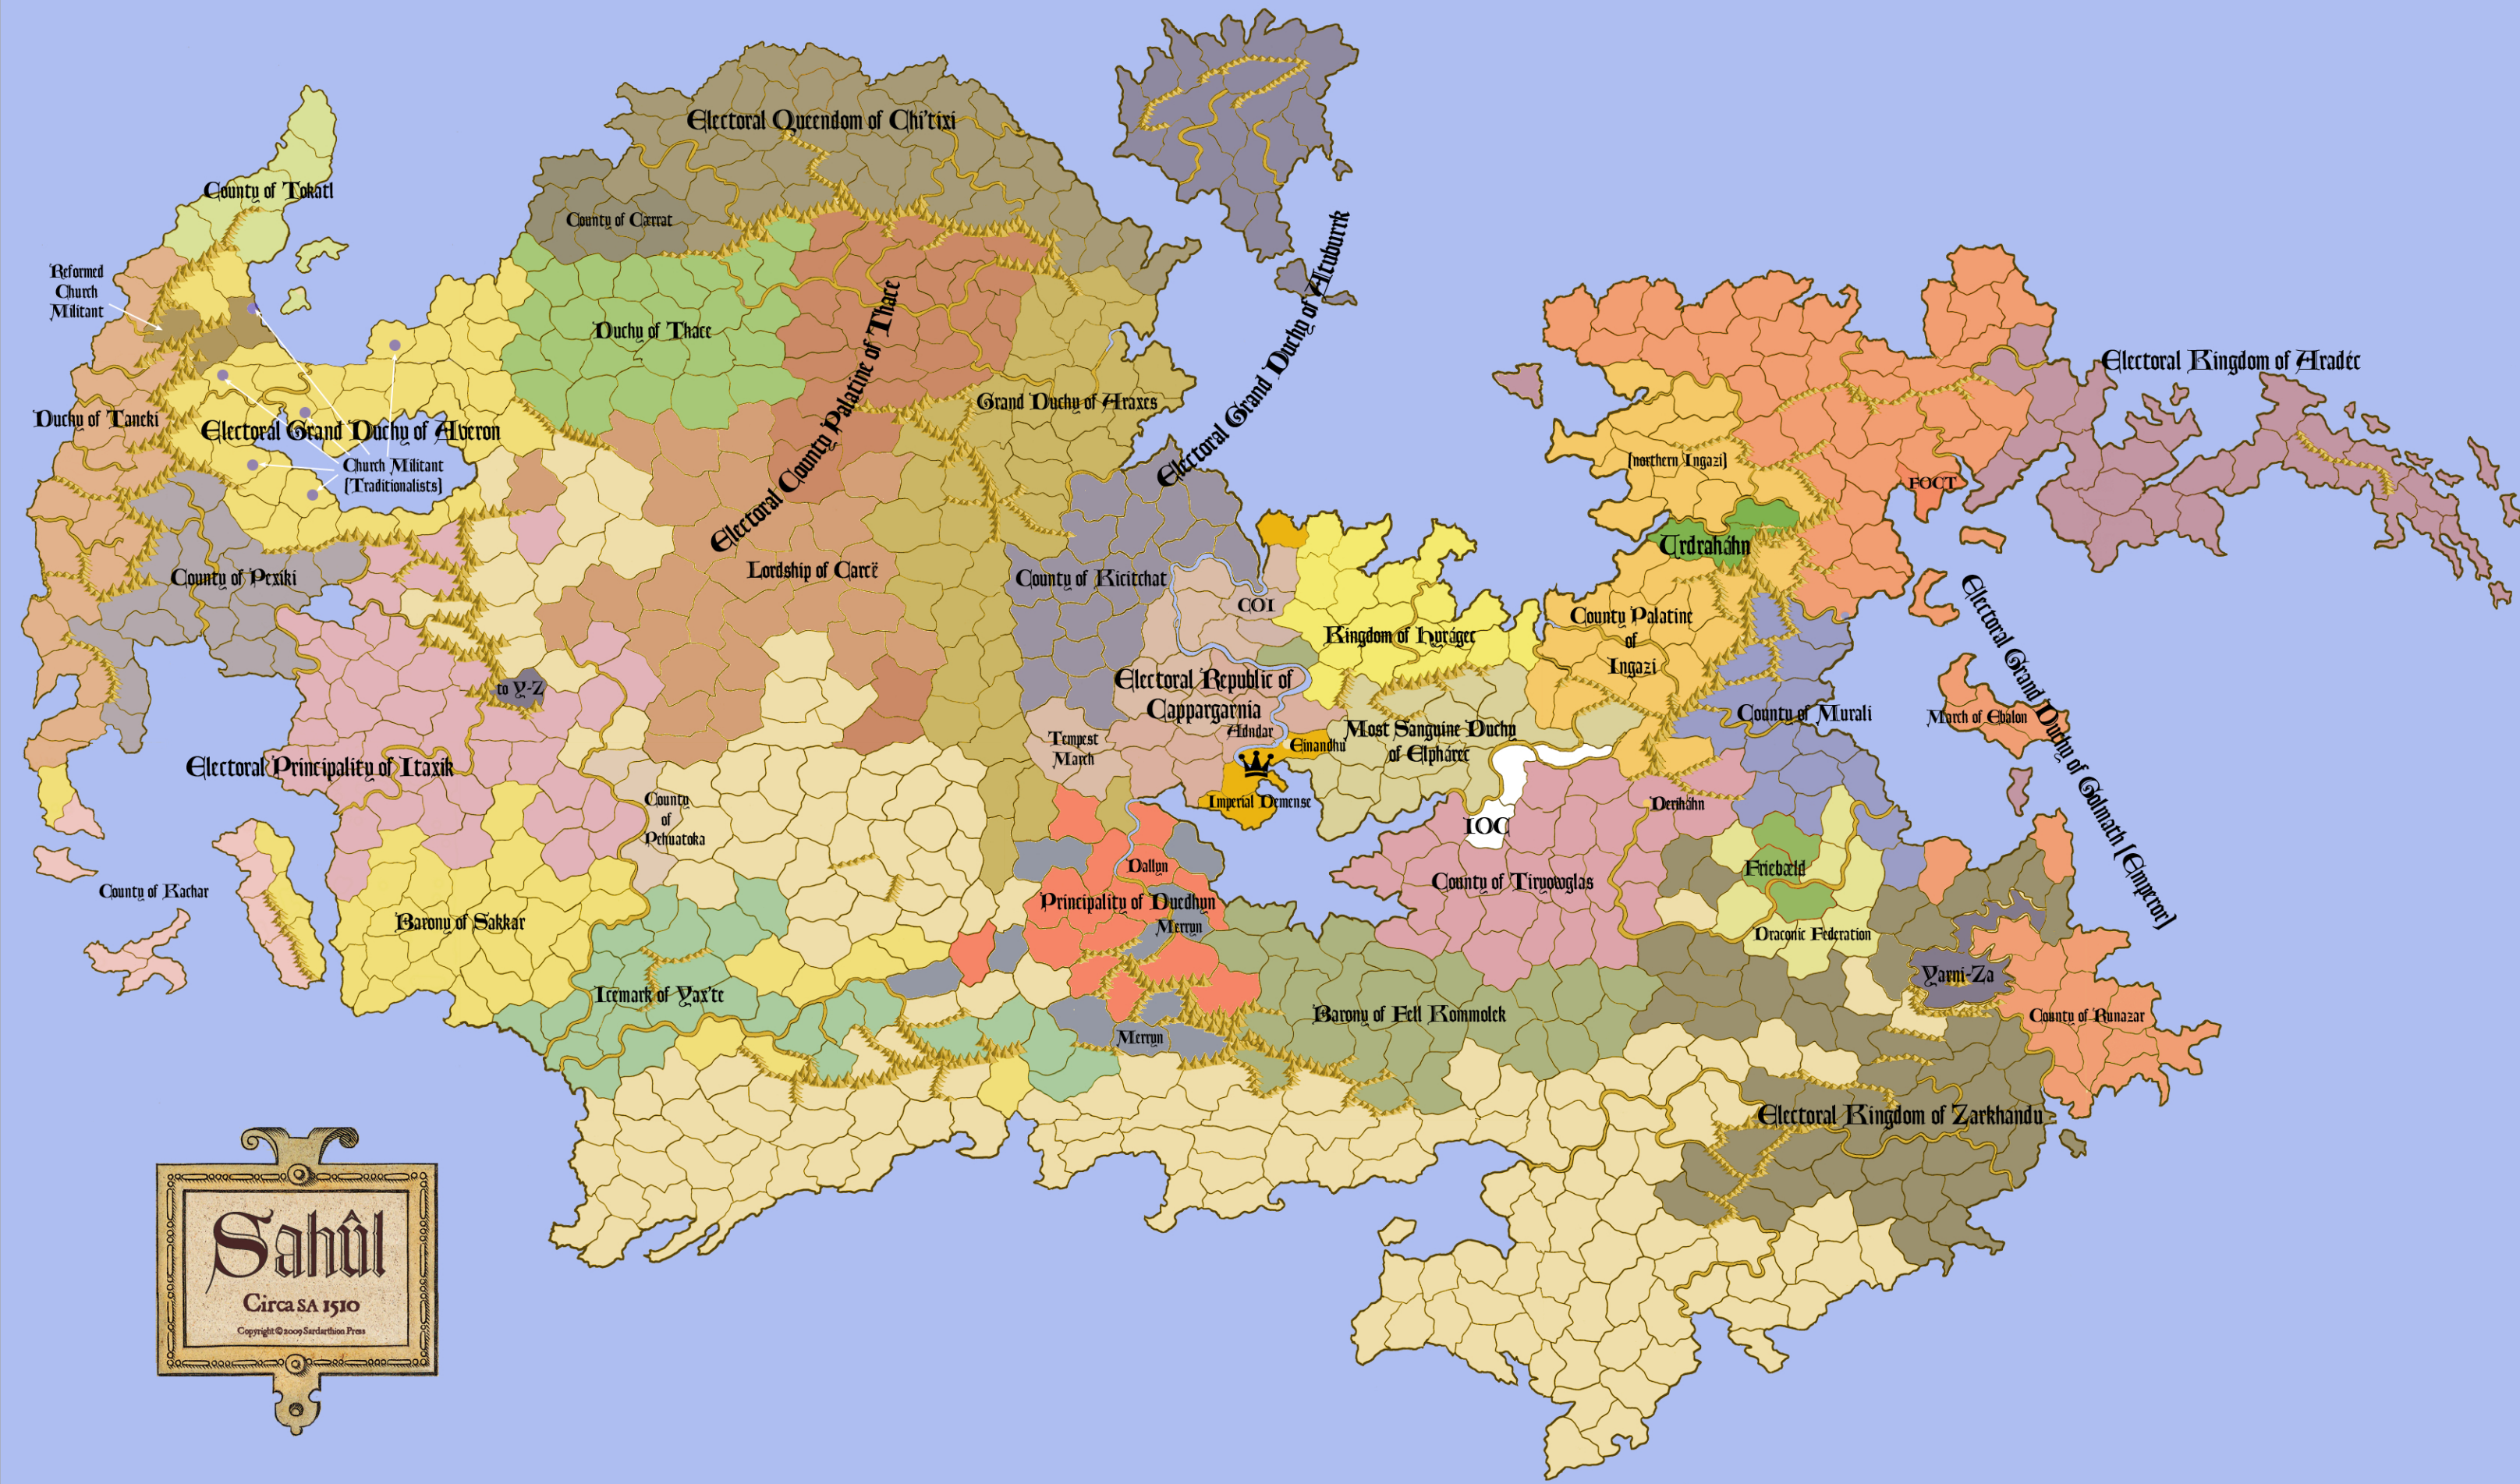 Electoral Queendom of Chi'tixi
County of Tokatl
County of Cærrat
Reformed
Church
Militant
Duchy of Thace
Electoral County Palatine of Thace
Electoral Grand Duchy of Atwburk
Electoral Kingdom of Aradéc
Grand Duchy of Araxes
Duchy of Tancki
Electoral Grand Duchy of Alveron
Church Militant
(Traditionalists)
(northern Ingazi)
FOCT
Urdraháhn
County of Pexiki
Lordship of Carcë
County of Kicitchat
COI
Kingdom of Hyráger
County Palatine
of
Ingazi
Electoral Grand Duchy of Golmath (Emperor)
to Y-Z
Electoral Republic of
Cappargarnia
Adndar
Einandhu
Most Sanguine Duchy
of Elphárec
County of Murali
March of Ebalon
Tempest
March
Electoral Principality of Itaxik
Imperial Demense
County
of
Pehuatoka
IOC
Deriháhn
Dallyn
County of Kachar
County of Tiryowglas
Friebæld
Principality of Duedhyn
Barony of Sakkar
Merryn
Draconic Federation
Yarni-Za
Icemark of Yax'te
Barony of Fell Kommolek
County of Runazar
Merryn
Electoral Kingdom of Zarkhandu
Sahûl
Circa SA 1510
Copyright © 2009 Sardarthion Press